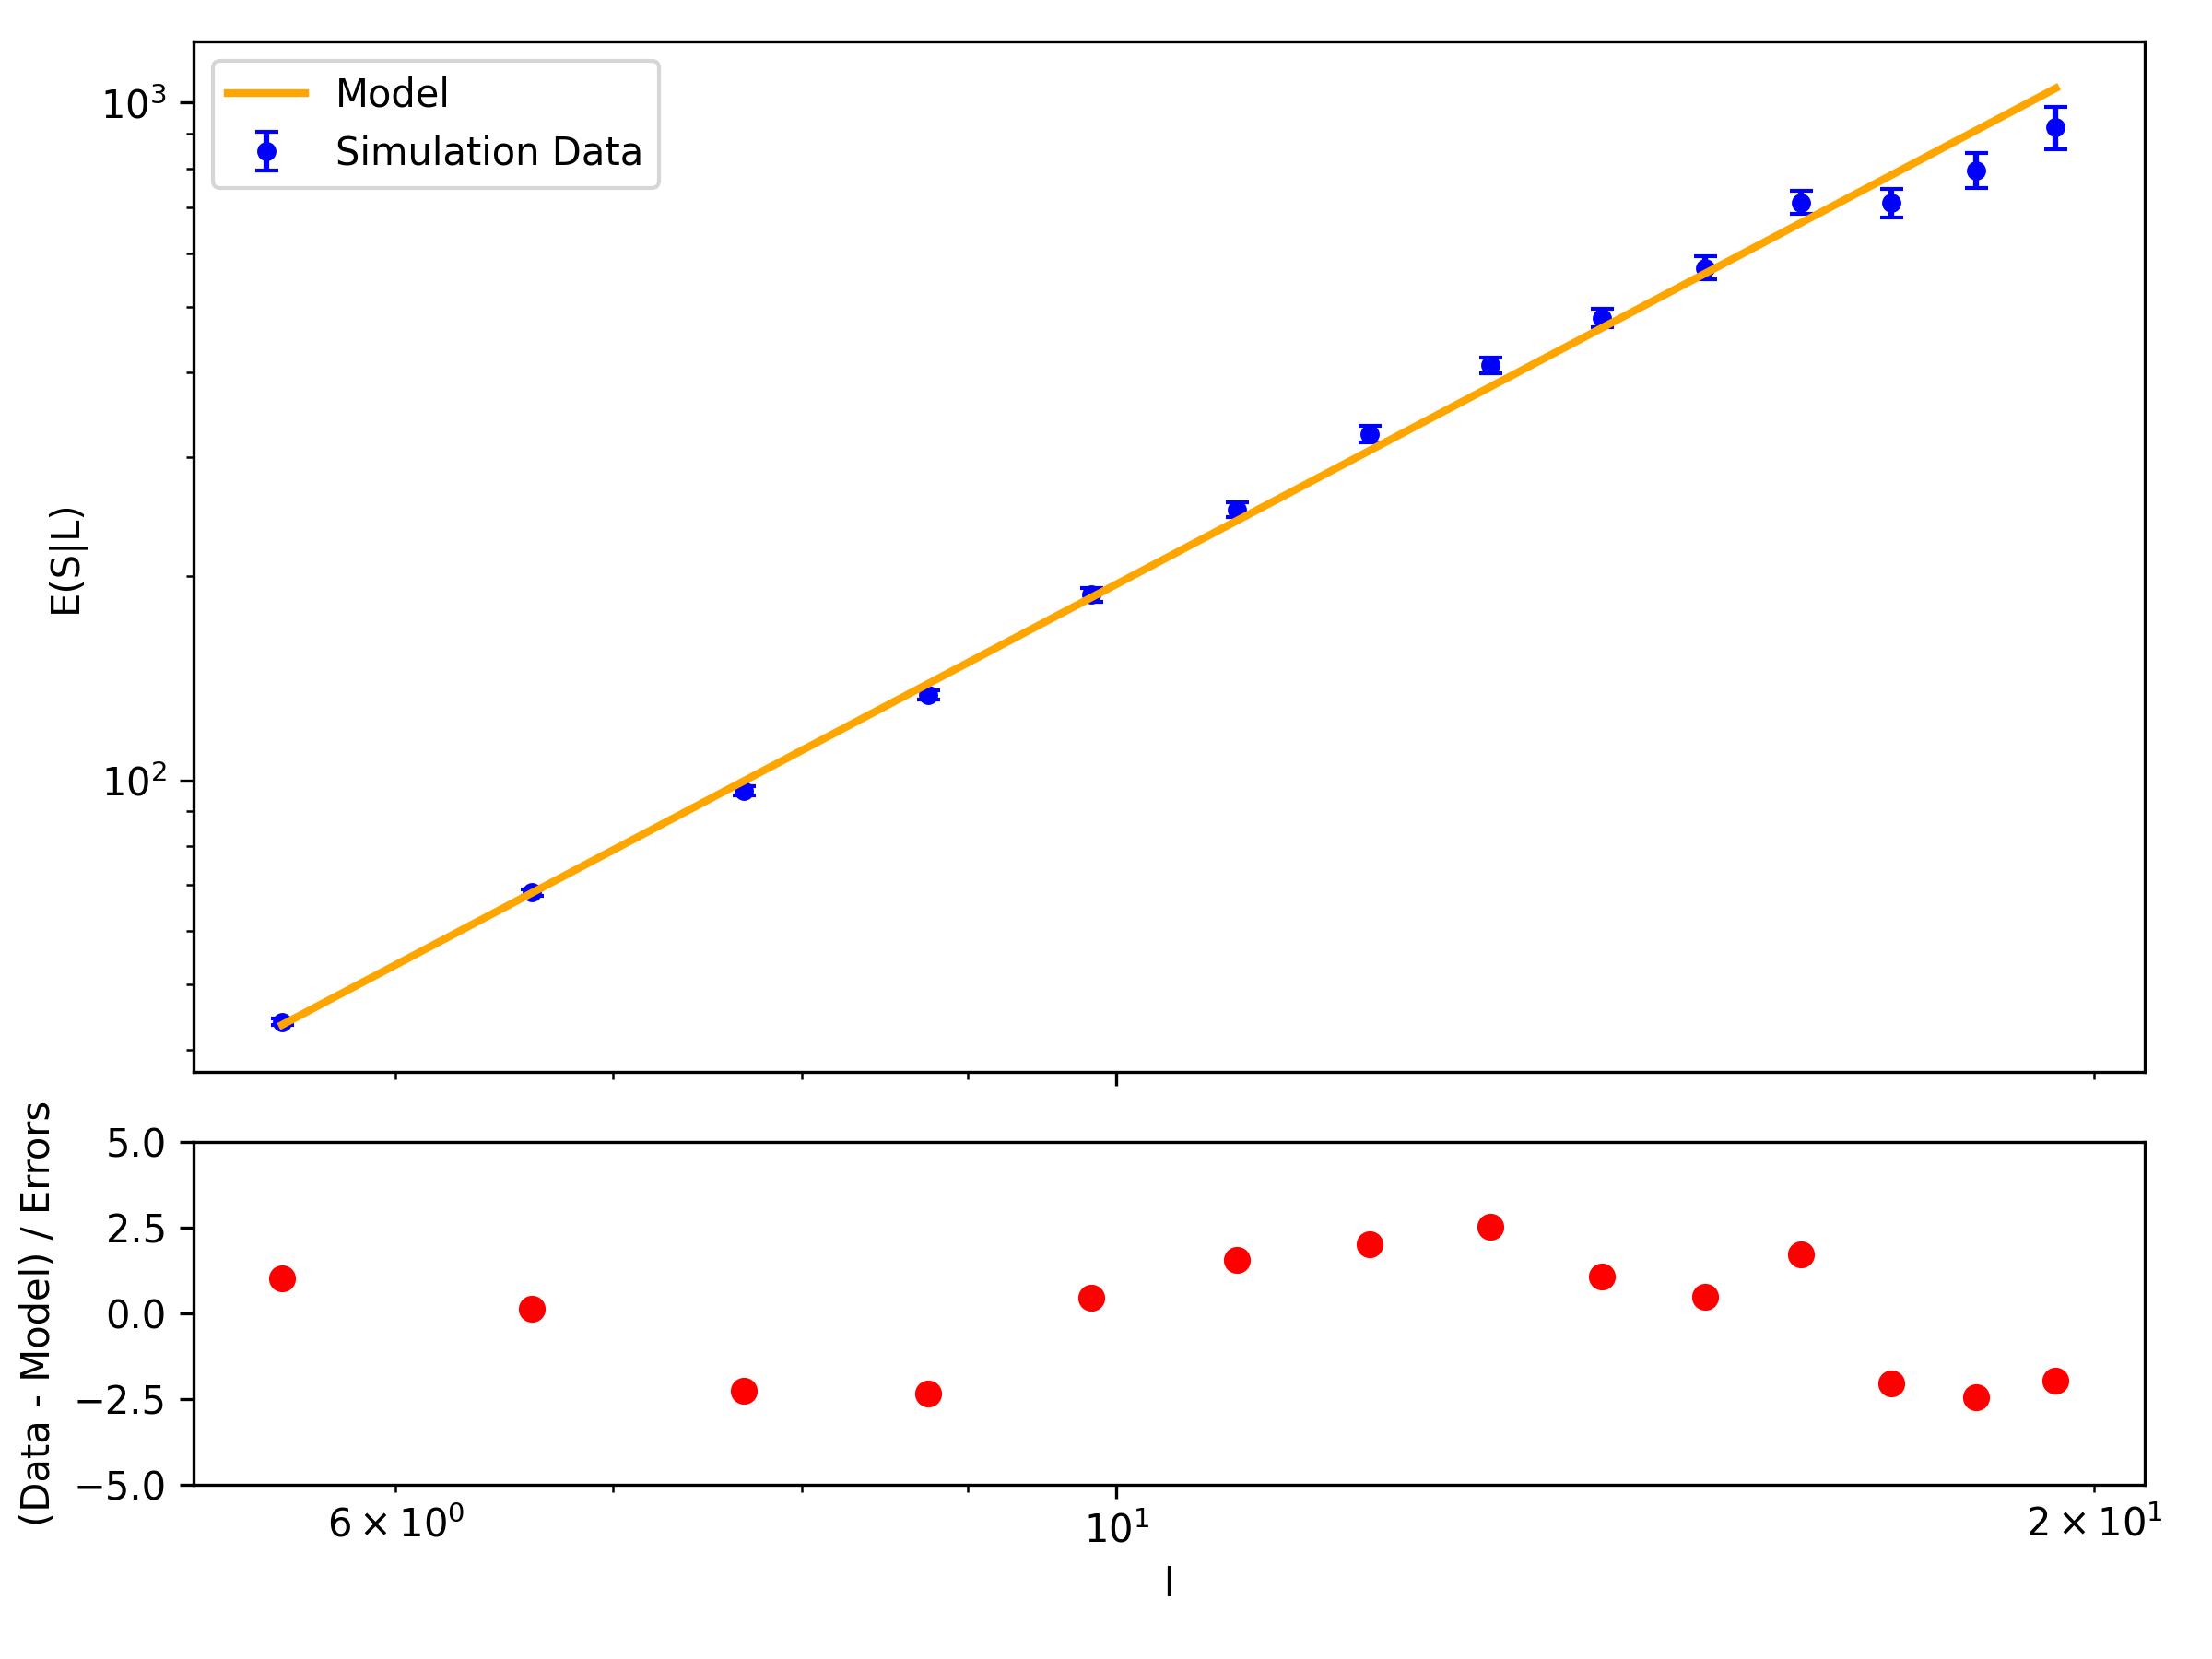 Model
Simulation Data
10³
10²
E(S|L)
5.0
2.5
0.0
−2.5
−5.0
(Data - Model) / Errors
6 × 10⁰
10¹
2 × 10¹
l